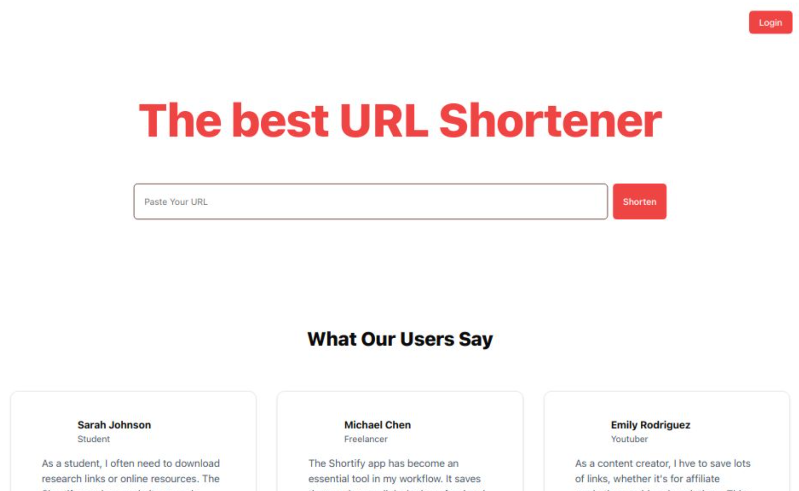 Login
The best URL Shortener
Paste Your URL
Shorten
What Our Users Say
Sarah Johnson
Student
As a student, I often need to download
research links or online resources. The
Michael Chen
Freelancer
The Shortify app has become an
essential tool in my workflow. It saves
Emily Rodriguez
Youtuber
As a content creator, I hve to save lots
of links, whether it's for affiliate